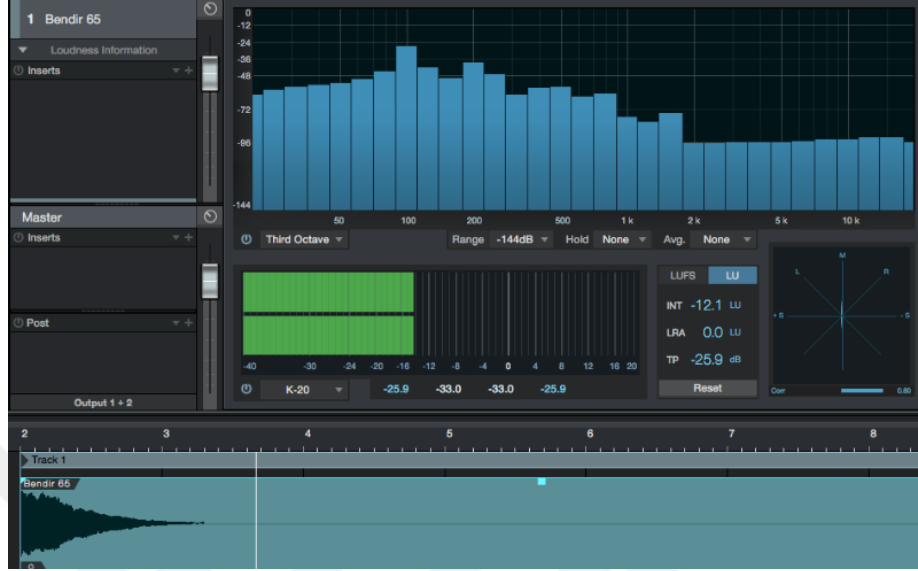 1 Bendir 65
Loudness Information
Inserts
Master
Inserts
Post
Output 1 + 2
0
-12
-24
-36
-48
-72
-96
-144
50 100 200 500 1k 2k 5k 10k
Third Octave Range -144dB Hold None Avg. None
-40 -30 -24 -20 -16 -12 -8 -4 0 4 8 12 16 20
K-20 -25.9 -33.0 -33.0 -25.9
LUFS LU
INT -12.1 LU
LRA 0.0 LU
TP -25.9 dB
Reset
M
L R
+ S - S
Corr 0.80
2 3 4 5 6 7 8
Track 1
Bendir 65